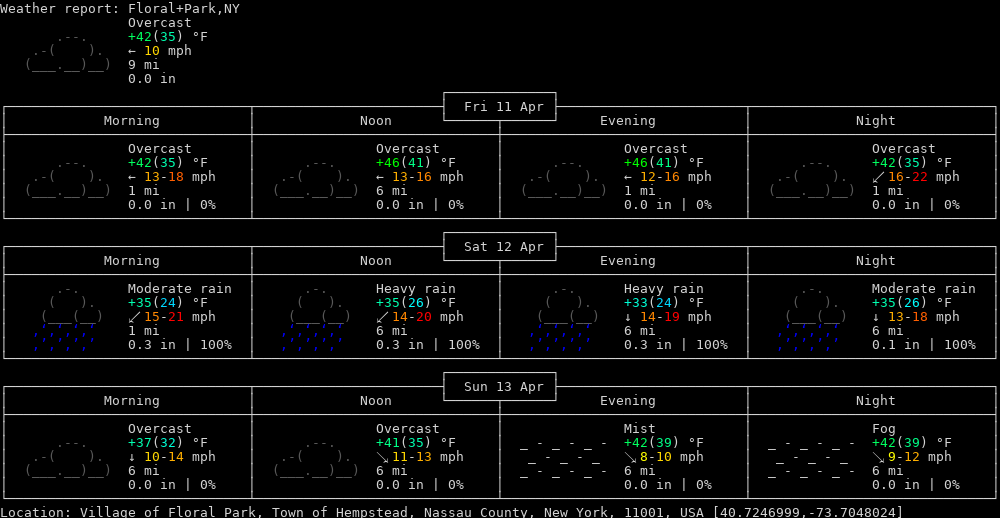 Weather report: Floral+Park,NY
Overcast
+42(35) °F
← 10 mph
9 mi
0.0 in
Fri 11 Apr
Morning Noon Evening Night
Overcast Overcast Overcast Overcast
+42(35) °F +46(41) °F +46(41) °F +42(35) °F
← 13-18 mph ← 13-16 mph ← 12-16 mph ↙ 16-22 mph
1 mi 6 mi 1 mi 1 mi
0.0 in | 0% 0.0 in | 0% 0.0 in | 0% 0.0 in | 0%
Sat 12 Apr
Morning Noon Evening Night
Moderate rain Heavy rain Heavy rain Moderate rain
+35(24) °F +35(26) °F +33(24) °F +35(26) °F
↙ 15-21 mph ↙ 14-20 mph ↓ 14-19 mph ↓ 13-18 mph
1 mi 6 mi 6 mi 6 mi
0.3 in | 100% 0.3 in | 100% 0.3 in | 100% 0.1 in | 100%
Sun 13 Apr
Morning Noon Evening Night
Overcast Overcast Mist Fog
+37(32) °F +41(35) °F +42(39) °F +42(39) °F
↓ 10-14 mph ↘ 11-13 mph ↘ 8-10 mph ↘ 9-12 mph
6 mi 6 mi 6 mi 6 mi
0.0 in | 0% 0.0 in | 0% 0.0 in | 0% 0.0 in | 0%
Location: Village of Floral Park, Town of Hempstead, Nassau County, New York, 11001, USA [40.7246999,-73.7048024]